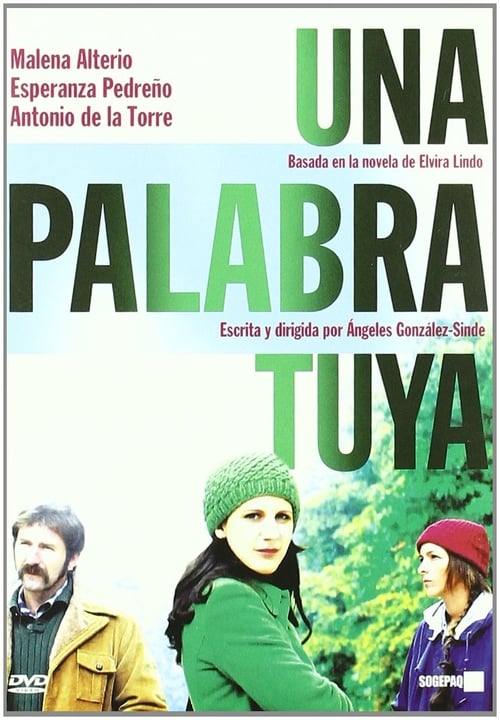 Malena Alterio
Esperanza Pedreño
Antonio de la Torre
UNA
Basada en la novela de Elvira Lindo
PALABRA
Escrita y dirigida por Ángeles González-Sinde
TUYA
DVD
SOGEPAQ